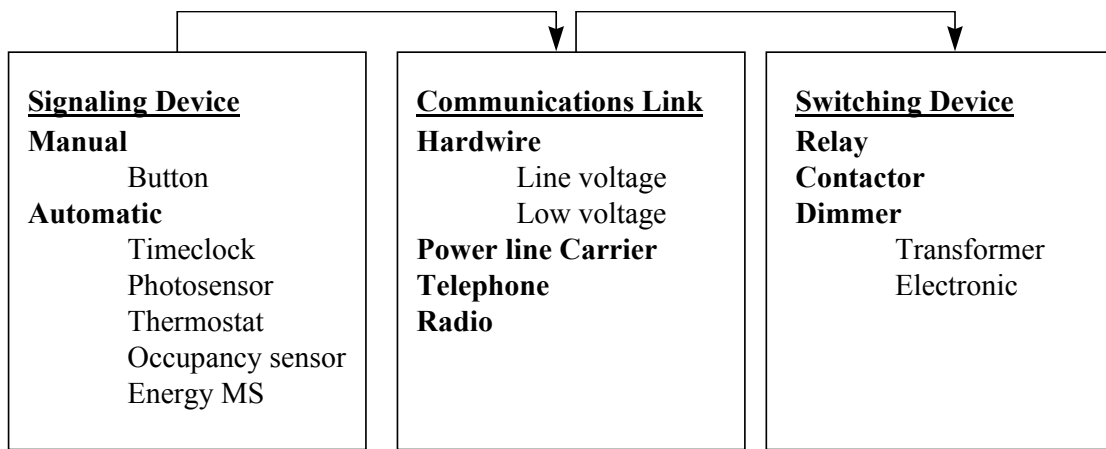 Signaling Device
Manual
Button
Automatic
Timeclock
Photosensor
Thermostat
Occupancy sensor
Energy MS
Communications Link
Hardwire
Line voltage
Low voltage
Power line Carrier
Telephone
Radio
Switching Device
Relay
Contactor
Dimmer
Transformer
Electronic